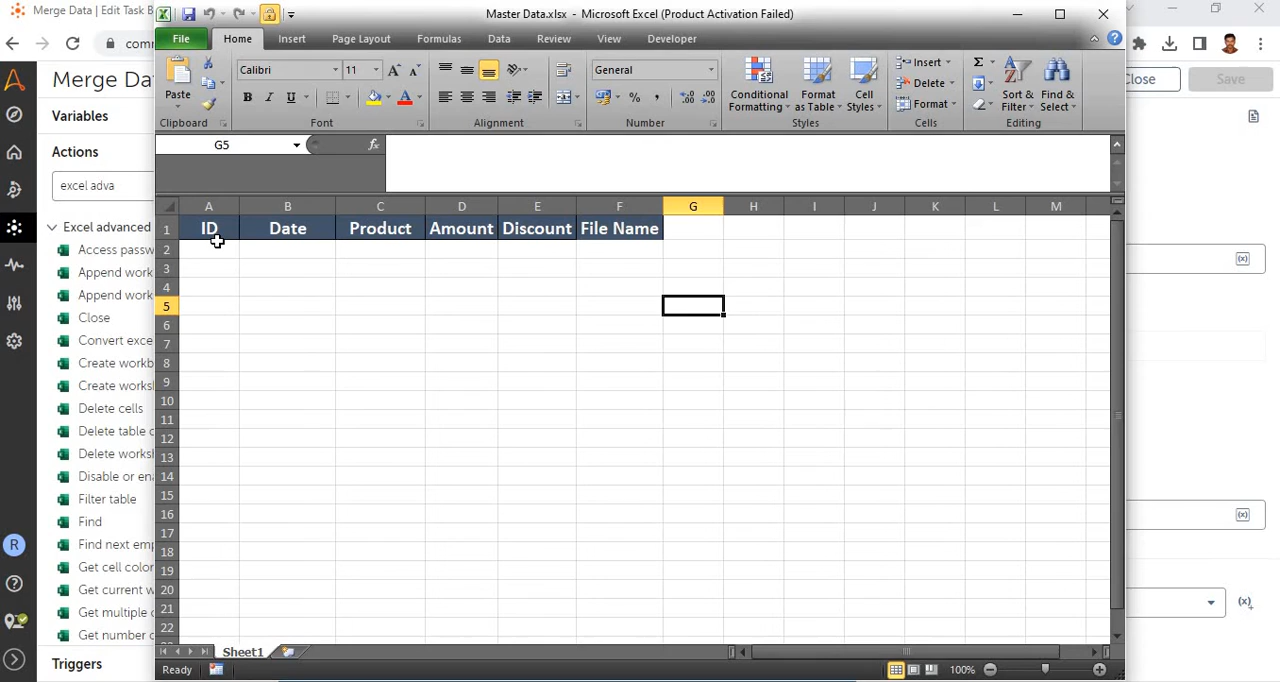 Merge Data | Edit Task B
comm
Merge Da
Close
Save
Variables
Actions
excel adva
Excel advanced
Access passw
Append work
Append work
Close
Convert exce
Create workb
Create worksh
Delete cells
Delete table c
Delete worksh
Disable or ena
Filter table
Find
Find next emp
Get cell color
Get current w
Get multiple c
Get number c
Triggers
R
Master Data.xlsx - Microsoft Excel (Product Activation Failed)
File
Home
Insert
Page Layout
Formulas
Data
Review
View
Developer
Paste
Clipboard
Calibri
11
B I U
Font
Alignment
General
Number
Conditional
Formatting
Format
as Table
Cell
Styles
Styles
Insert
Delete
Format
Cells
Sort &
Filter
Find &
Select
Editing
G5
fx
A B C D E F G H I J K L M
1 ID Date Product Amount Discount File Name
2
3
4
5
6
7
8
9
10
11
12
13
14
15
16
17
18
19
20
21
22
Sheet1
Ready
100%